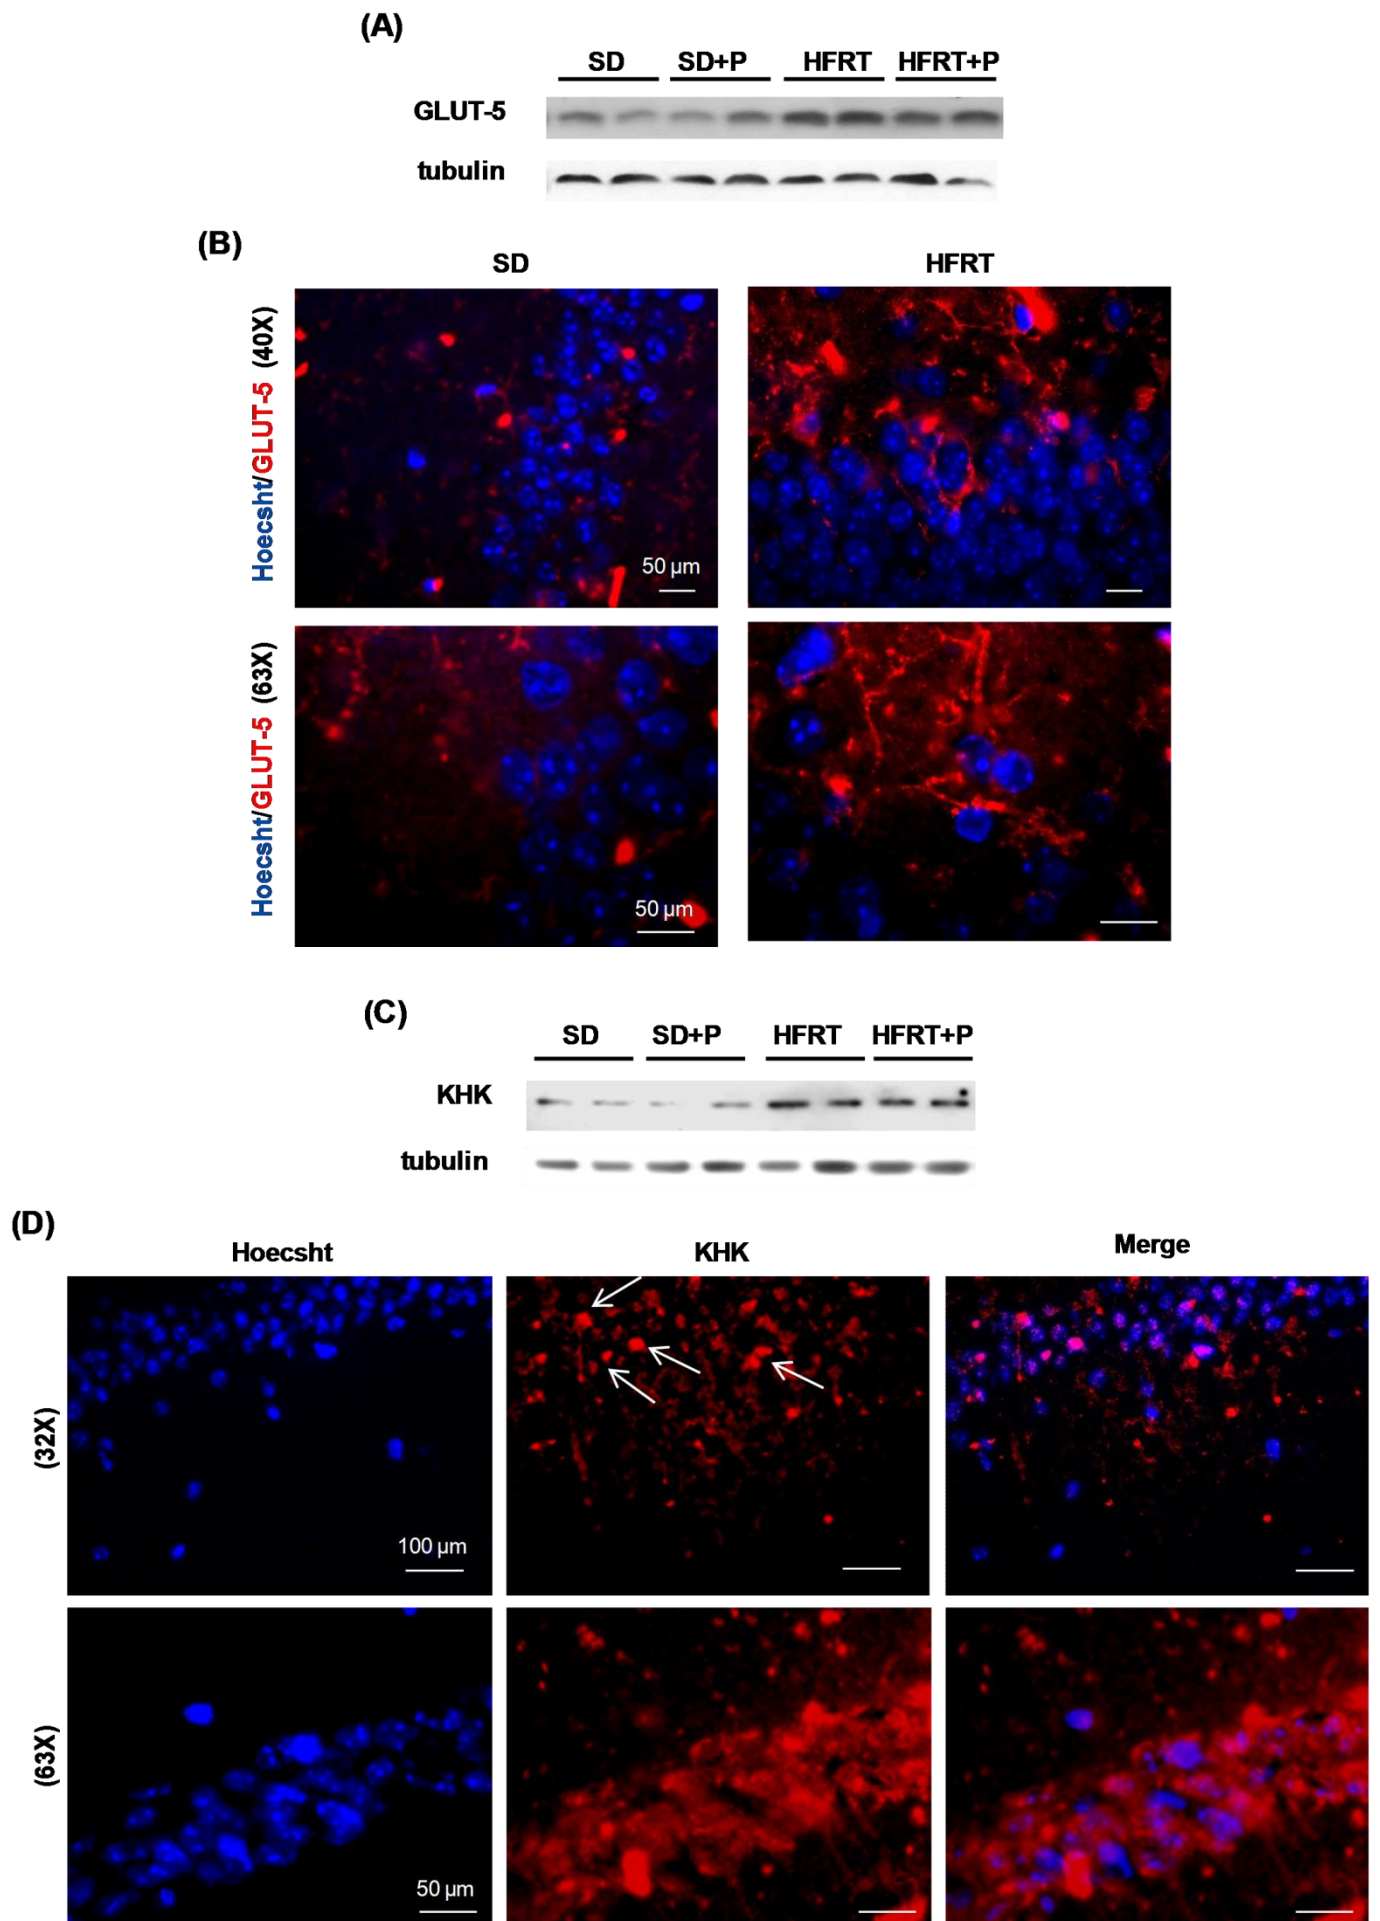 (A)
SD SD+P HFRT HFRT+P
GLUT-5
tubulin
(B)
SD HFRT
Hoecsht/GLUT-5 (40X)
50 µm
Hoecsht/GLUT-5 (63X)
50 µm
(C)
SD SD+P HFRT HFRT+P
KHK
tubulin
(D)
Hoecsht KHK Merge
(32X)
100 µm
(63X)
50 µm